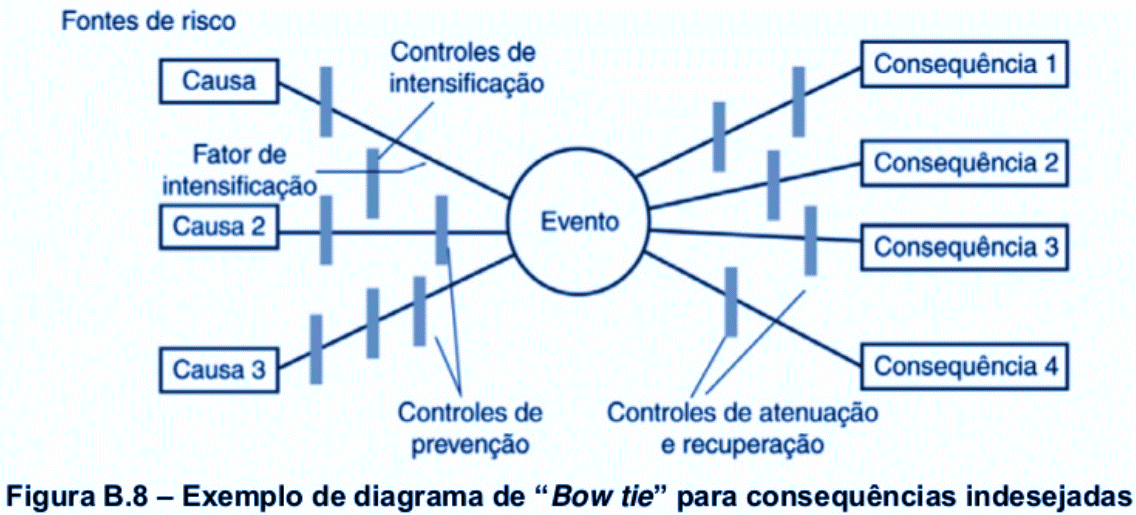 Fontes de risco
Causa
Controles de
intensificação
Fator de
intensificação
Causa 2
Causa 3
Controles de
prevenção
Evento
Consequência 1
Consequência 2
Consequência 3
Consequência 4
Controles de atenuação
e recuperação
Figura B.8 – Exemplo de diagrama de “Bow tie” para consequências indesejadas